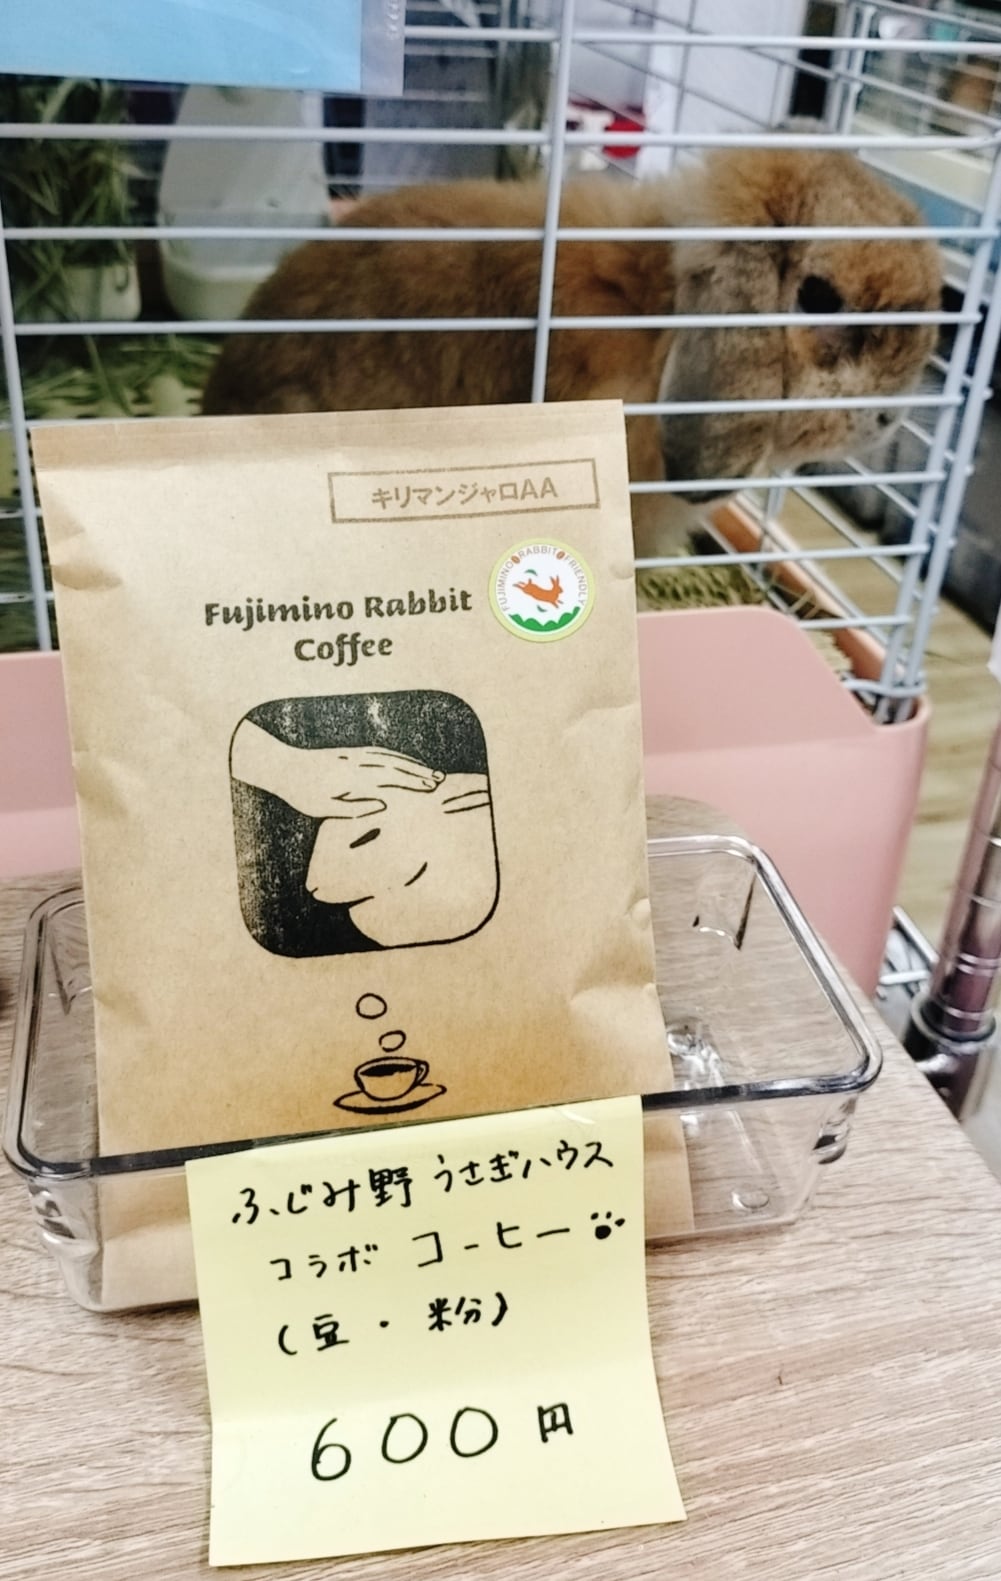 キリマンジャロAA
FUJIMINO RABBIT FRIENDLY
Fujimino Rabbit
Coffee
ふじみ野 うさぎハウス
コラボ コーヒー
(豆・粉)
600円